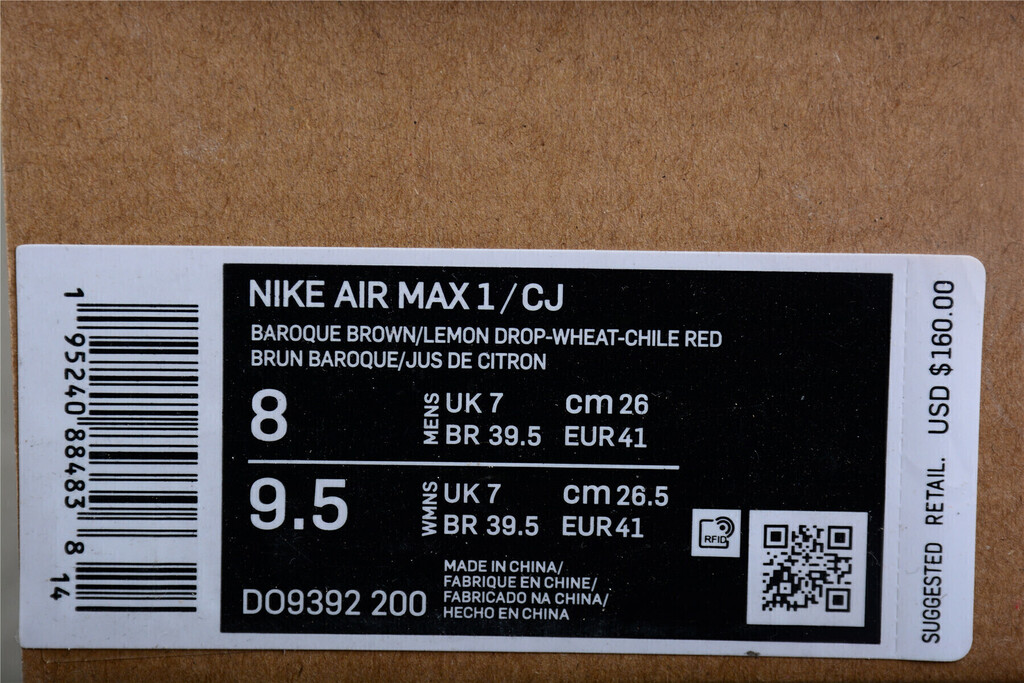 1 95240 88483 8 14
NIKE AIR MAX 1 / CJ
BAROQUE BROWN/LEMON DROP-WHEAT-CHILE RED
BRUN BAROQUE/JUS DE CITRON
8
MENS
UK 7 cm 26
BR 39.5 EUR 41
9.5
WMNS
UK 7 cm 26.5
BR 39.5 EUR 41
DO9392 200
MADE IN CHINA/
FABRIQUE EN CHINE/
FABRICADO NA CHINA/
HECHO EN CHINA
RFID
SUGGESTED RETAIL. USD $160.00